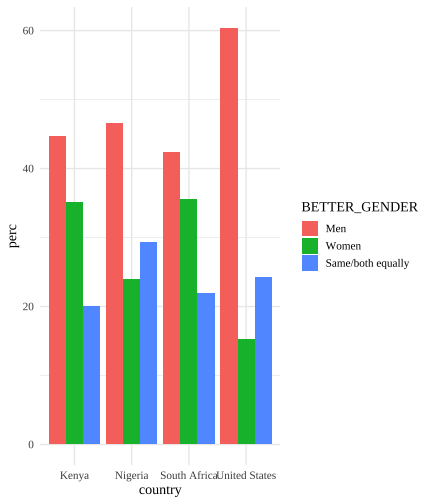 60
40
20
0
perc
Kenya
Nigeria
South Africa
United States
country
BETTER_GENDER
Men
Women
Same/both equally